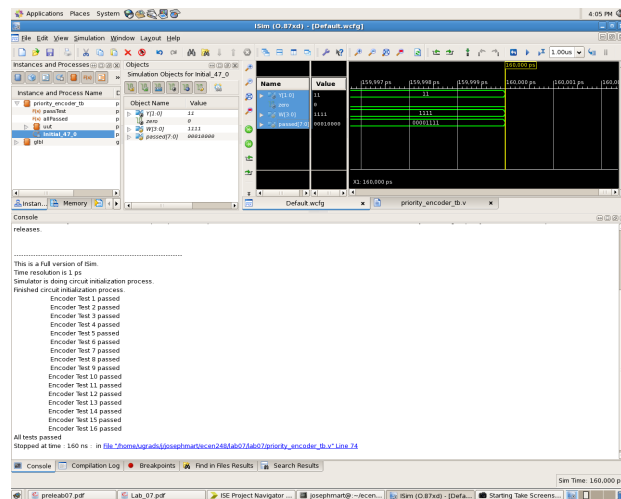 Applications Places System 4:05 PM
ISim (O.87xd) - [Default.wcfg]
File Edit View Simulation Window Layout Help
1.00us
Instances and Processes
Objects
Simulation Objects for Initial_47_0
Instance and Process Name
Object Name Value
priority_encoder_tb p
passTest p
allPassed p
uut p
Initial_47_0 p
glbl g
Y[1:0] 11
zero 0
W[3:0] 1111
passed[7:0] 00010000
Name Value
Y[1:0] 11
zero 0
W[3:0] 1111
passed[7:0] 00010000
160.000 ps
159,997 ps 159,998 ps 159,999 ps 160,000 ps 160,001 ps
11
1111
00001111
X1: 160,000 ps
Instan... Memory
Default.wcfg
priority_encoder_tb.v
Console
releases.
This is a Full version of ISim.
Time resolution is 1 ps
Simulator is doing circuit initialization process.
Finished circuit initialization process.
Encoder Test 1 passed
Encoder Test 2 passed
Encoder Test 3 passed
Encoder Test 4 passed
Encoder Test 5 passed
Encoder Test 6 passed
Encoder Test 7 passed
Encoder Test 8 passed
Encoder Test 9 passed
Encoder Test 10 passed
Encoder Test 11 passed
Encoder Test 12 passed
Encoder Test 13 passed
Encoder Test 14 passed
Encoder Test 15 passed
Encoder Test 16 passed
All tests passed
Stopped at time : 160 ns : in File "/home/ugrads/j/josephmart/ecen248/lab07/lab07/priority_encoder_tb.v" Line 74
Console Compilation Log Breakpoints Find in Files Results Search Results
Sim Time: 160,000 p
preleab07.pdf Lab_07.pdf ISE Project Navigator ... josephmart@:~/ecen... ISim (O.87xd) - [Defa... Starting Take Screens...